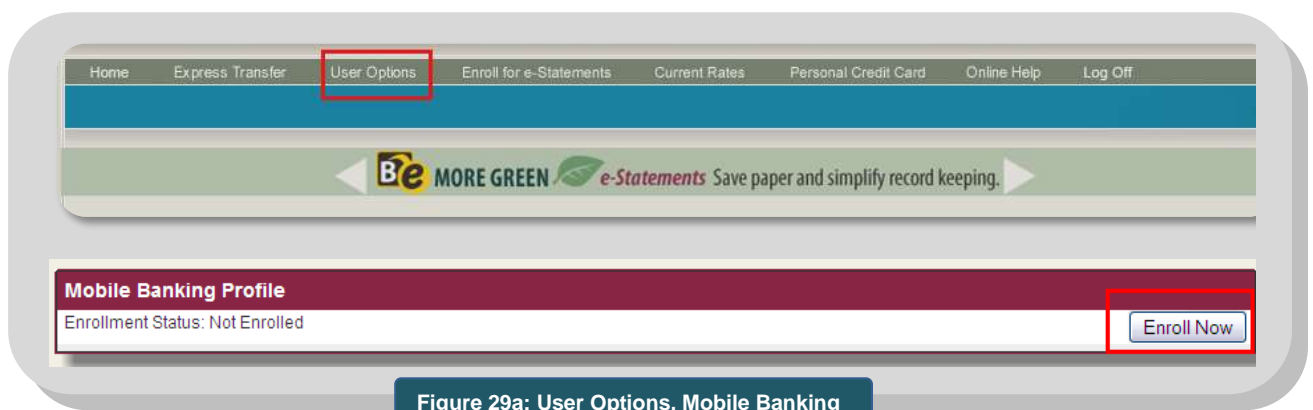 Home Express Transfer User Options Enroll for e-Statements Current Rates Personal Credit Card Online Help Log Off
Be MORE GREEN e-Statements Save paper and simplify record keeping.
Mobile Banking Profile
Enrollment Status: Not Enrolled
Enroll Now
Figure 29a: User Options, Mobile Banking